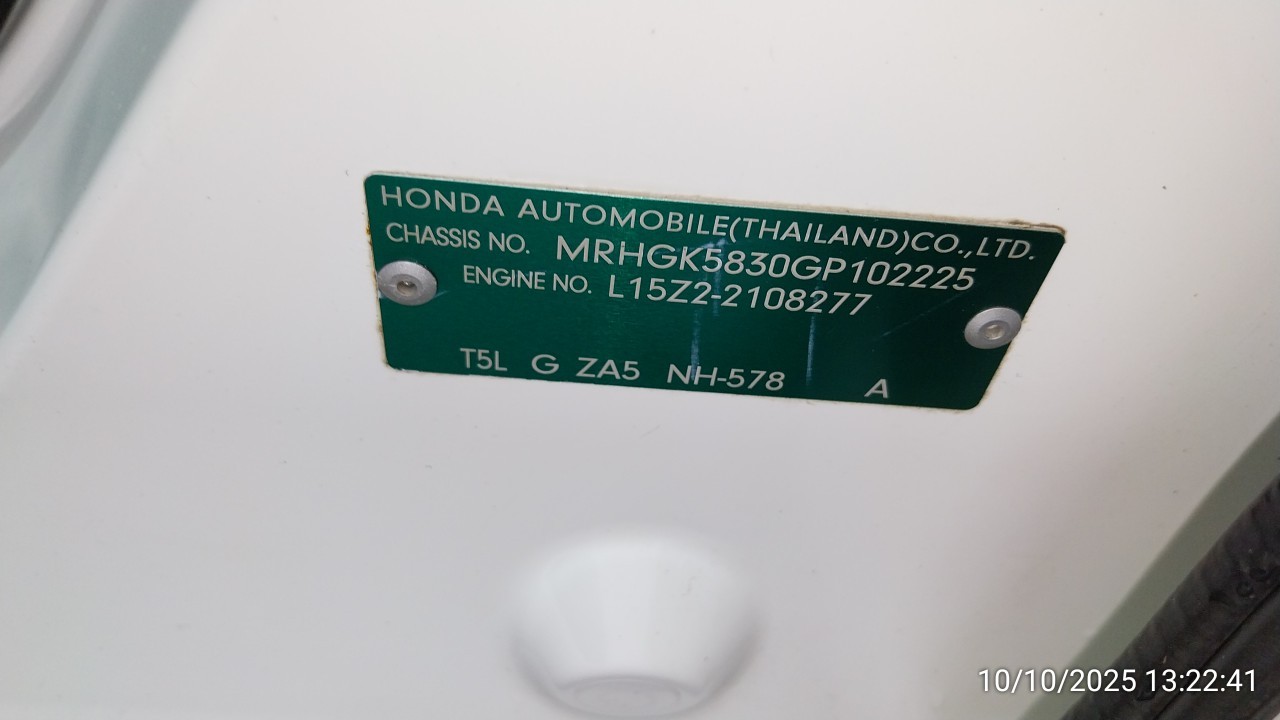 HONDA AUTOMOBILE(THAILAND)CO.,LTD.
CHASSIS NO. MRHGK5830GP102225
ENGINE NO. L15Z2-2108277
T5L G ZA5 NH-578 A
10/10/2025 13:22:41